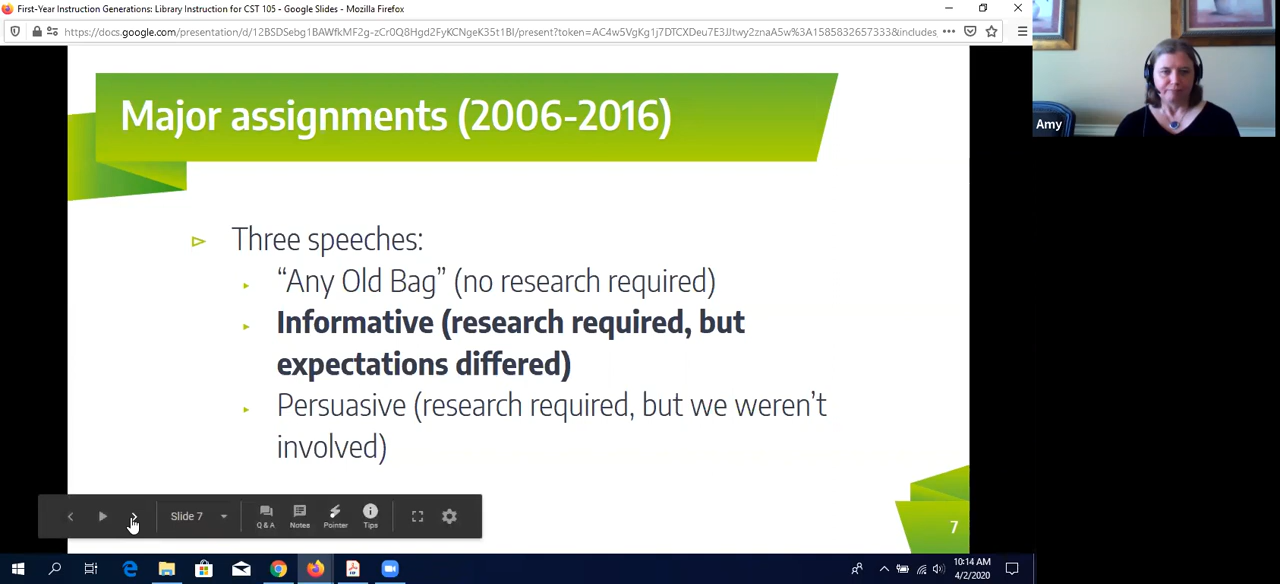 First-Year Instruction Generations: Library Instruction for CST 105 - Google Slides - Mozilla Firefox
Amy
Major assignments (2006-2016)
Three speeches:
“Any Old Bag” (no research required)
Informative (research required, but
expectations differed)
Persuasive (research required, but we weren’t
involved)
Slide 7
Q & A
Notes
Pointer
Tips
7
10:14 AM
4/2/2020